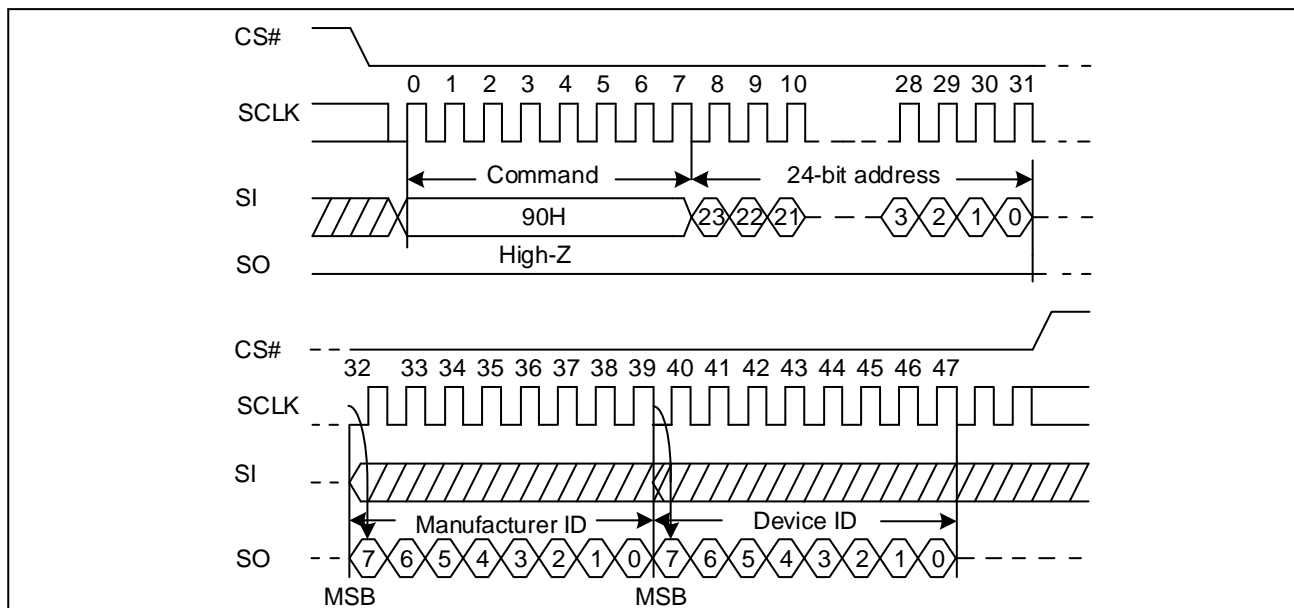 CS#
0 1 2 3 4 5 6 7 8 9 10 28 29 30 31
SCLK
Command 24-bit address
SI
90H 23 22 21 3 2 1 0
High-Z
SO
CS#
32 33 34 35 36 37 38 39 40 41 42 43 44 45 46 47
SCLK
SI
Manufacturer ID Device ID
SO 7 6 5 4 3 2 1 0 7 6 5 4 3 2 1 0
MSB MSB